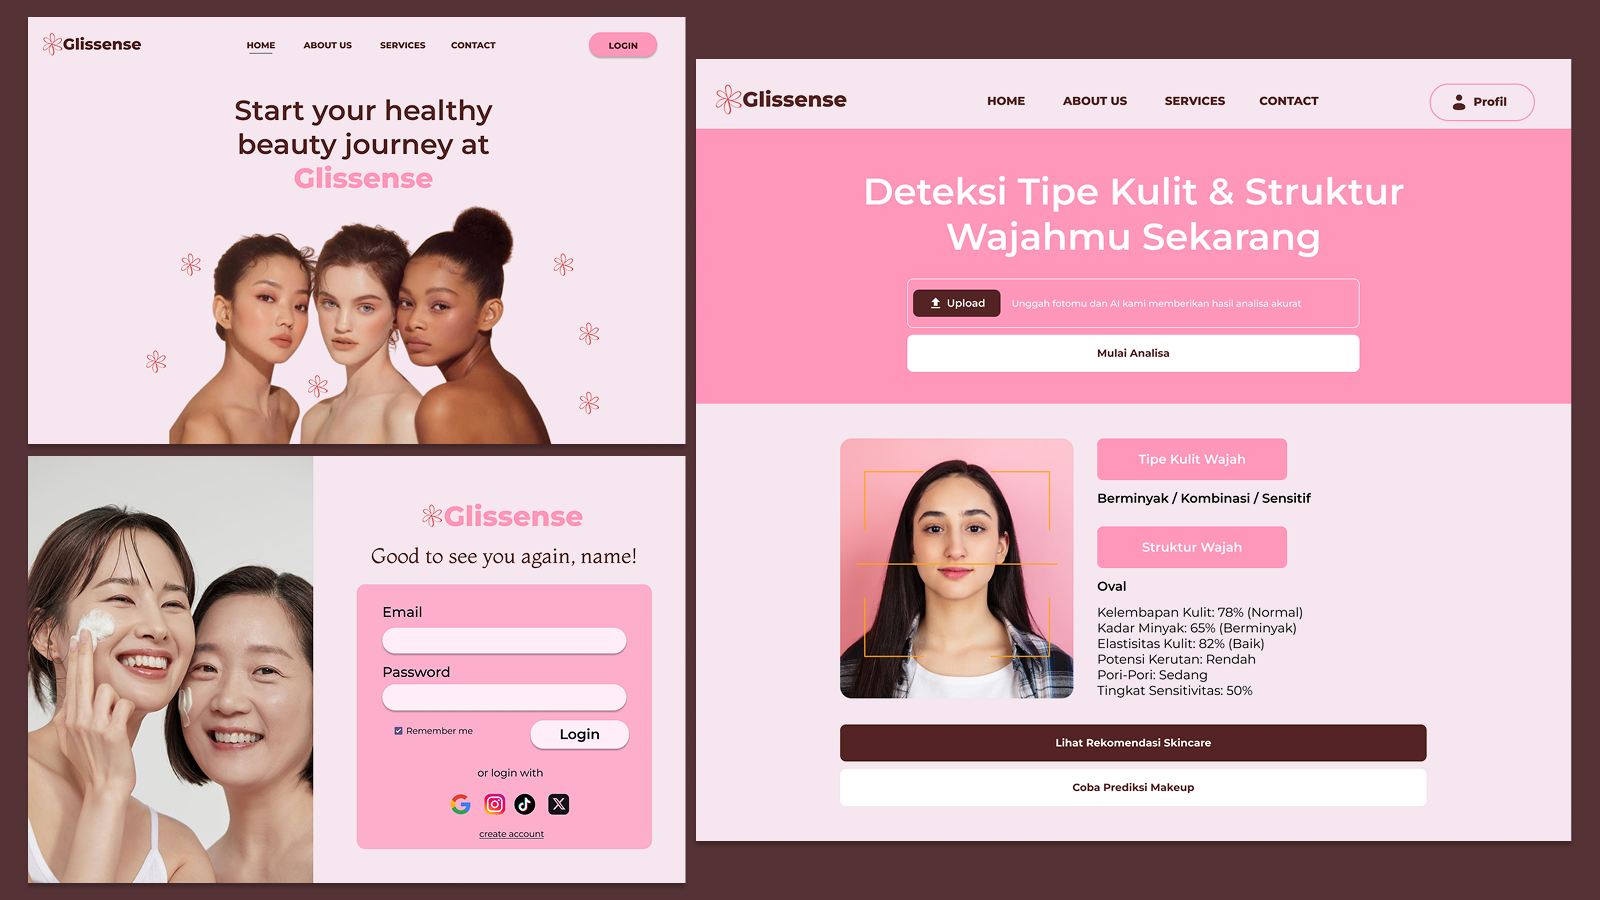 Glissense
HOME ABOUT US SERVICES CONTACT LOGIN
Start your healthy
beauty journey at
Glissense
Glissense
Good to see you again, name!
Email
Password
Remember me
Login
or login with
create account
Glissense
HOME ABOUT US SERVICES CONTACT Profil
Deteksi Tipe Kulit & Struktur
Wajahmu Sekarang
Upload Unggah fotomu dan AI kami memberikan hasil analisa akurat
Mulai Analisa
Tipe Kulit Wajah
Berminyak / Kombinasi / Sensitif
Struktur Wajah
Oval
Kelembapan Kulit: 78% (Normal)
Kadar Minyak: 65% (Berminyak)
Elastisitas Kulit: 82% (Baik)
Potensi Kerutan: Rendah
Pori-Pori: Sedang
Tingkat Sensitivitas: 50%
Lihat Rekomendasi Skincare
Coba Prediksi Makeup